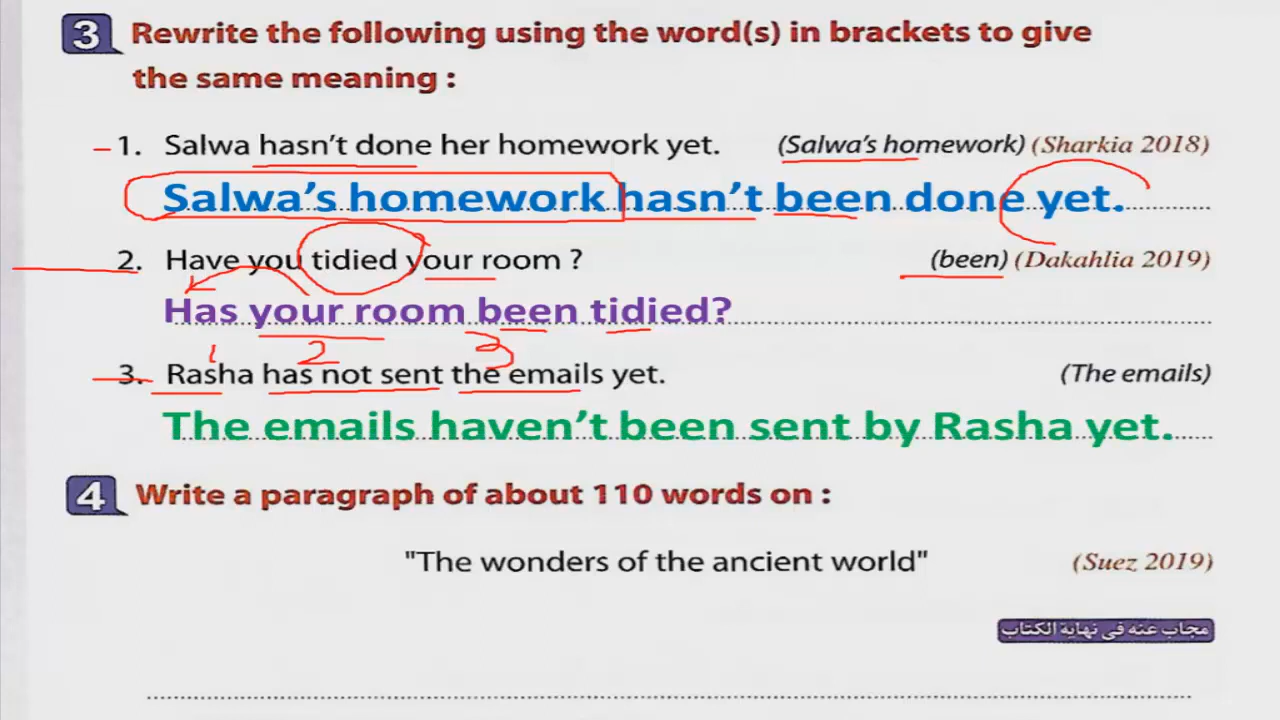 3 Rewrite the following using the word(s) in brackets to give
the same meaning :
1. Salwa hasn't done her homework yet. (Salwa's homework) (Sharkia 2018)
Salwa's homework hasn't been done yet.
2. Have you tidied your room ? (been) (Dakahlia 2019)
Has your room been tidied?
1 2 3
3. Rasha has not sent the emails yet. (The emails)
The emails haven't been sent by Rasha yet.
4 Write a paragraph of about 110 words on :
"The wonders of the ancient world" (Suez 2019)
مجاب عنه فى نهاية الكتاب